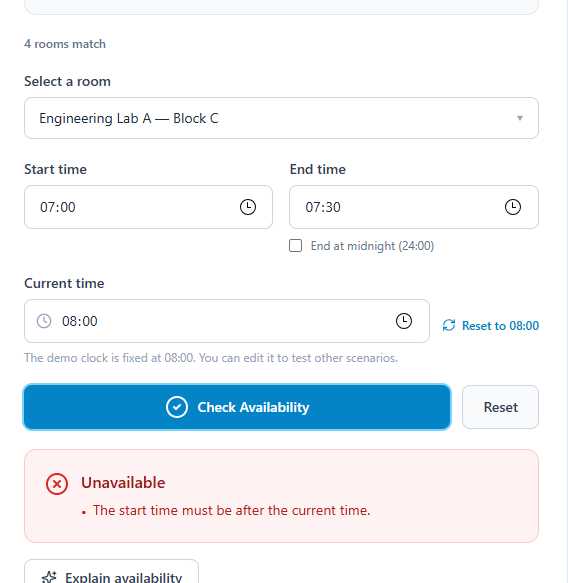 4 rooms match
Select a room
Engineering Lab A — Block C
Start time
End time
07:00
07:30
End at midnight (24:00)
Current time
08:00
Reset to 08:00
The demo clock is fixed at 08:00. You can edit it to test other scenarios.
Check Availability
Reset
Unavailable
• The start time must be after the current time.
Explain availability